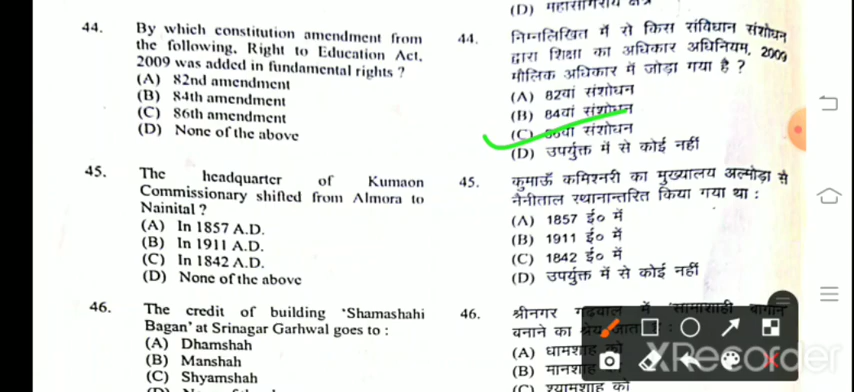 44. By which constitution amendment from
the following, Right to Education Act,
2009 was added in fundamental rights ?
(A) 82nd amendment
(B) 84th amendment
(C) 86th amendment
(D) None of the above
45. The headquarter of Kumaon
Commissionary shifted from Almora to
Nainital ?
(A) In 1857 A.D.
(B) In 1911 A.D.
(C) In 1842 A.D.
(D) None of the above
46. The credit of building 'Shamashahi
Bagan' at Srinagar Garhwal goes to :
(A) Dhamshah
(B) Manshah
(C) Shyamshah
(D)
44. निम्नलिखित में से किस संविधान संशोधन
द्वारा शिक्षा का अधिकार अधिनियम, 2009
मौलिक अधिकार में जोड़ा गया है ?
(A) 82वां संशोधन
(B) 84वां संशोधन
(C) संशोधन
(D) उपर्युक्त में से कोई नहीं
45. कुमाऊँ कमिश्नरी का मुख्यालय अल्मोड़ा से
नैनीताल स्थानान्तरित किया गया था :
(A) 1857 ई० में
(B) 1911 ई० में
(C) 1842 ई० में
(D) उपर्युक्त में से कोई नहीं
46. श्रीनगर में
बनाने का
(A) धामशाह को
(B) मानशाह
(C) श्यामशाह को
XRecorder